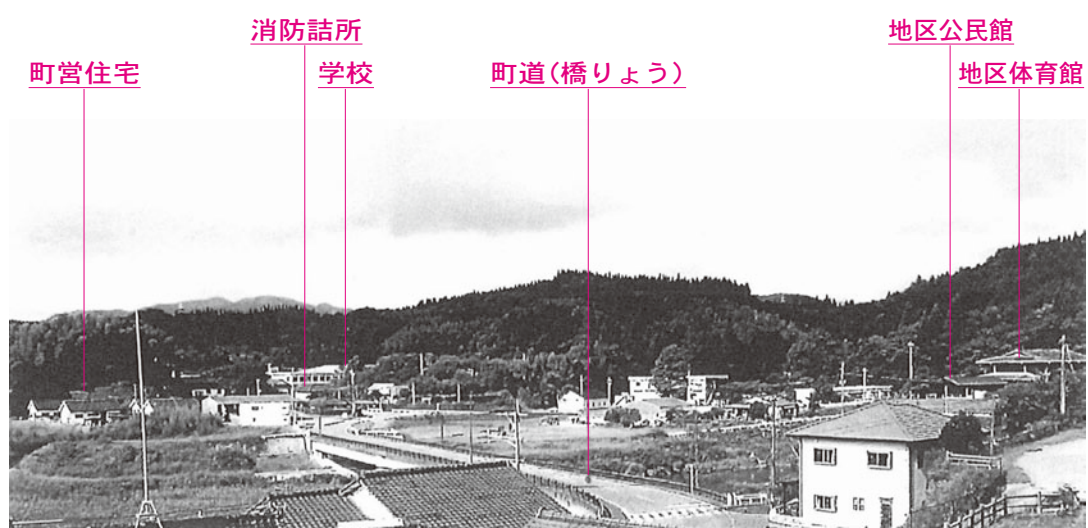 消防詰所
地区公民館
町営住宅
学校
町道(橋りょう)
地区体育館